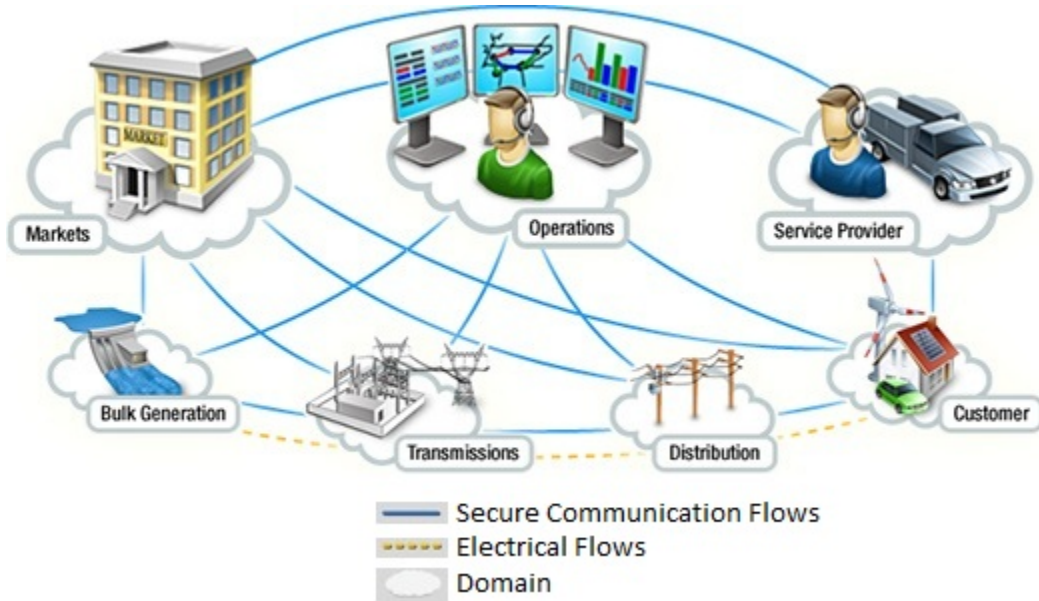 MARKET
Markets
Operations
Service Provider
Bulk Generation
Transmissions
Distribution
Customer
Secure Communication Flows
Electrical Flows
Domain